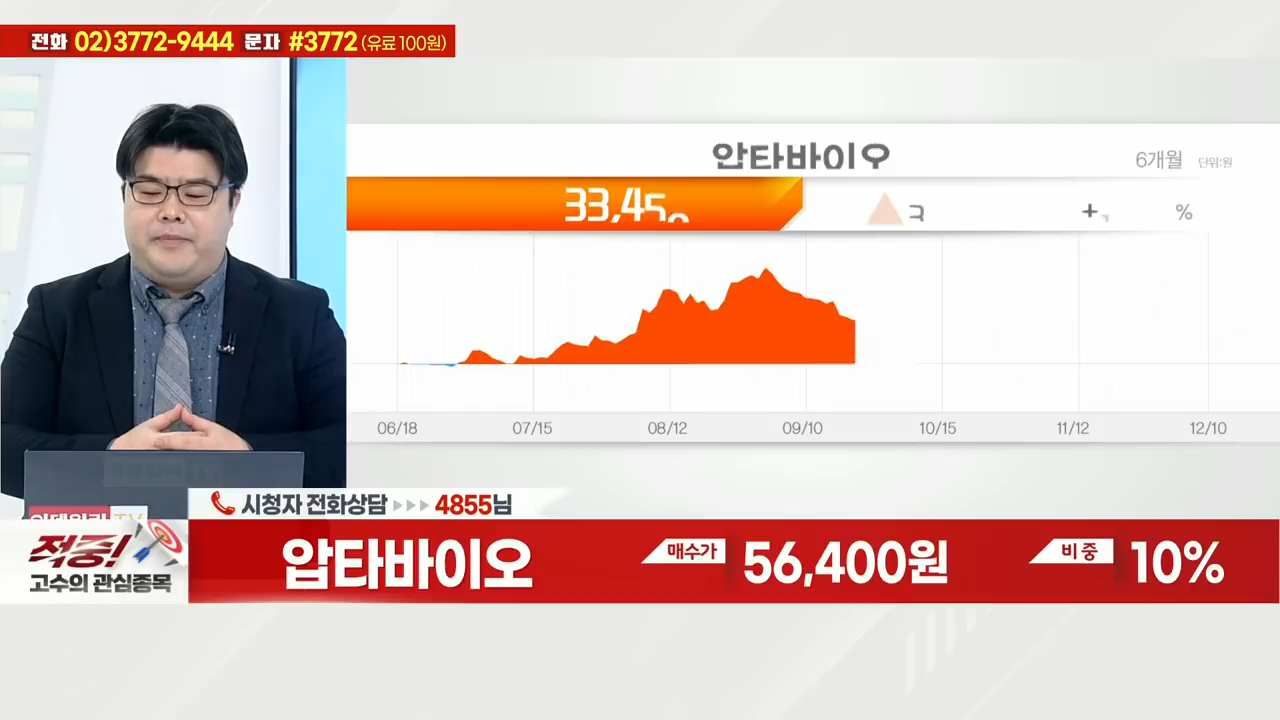 전화 02)3772-9444 문자 #3772 (유료100원)
압타바이오
6개월 단위:원
33,45
+ %
06/18 07/15 08/12 09/10 10/15 11/12 12/10
시청자 전화상담 ▶▶▶ 4855님
적중!
고수의 관심종목
압타바이오 매수가 56,400원 비중 10%